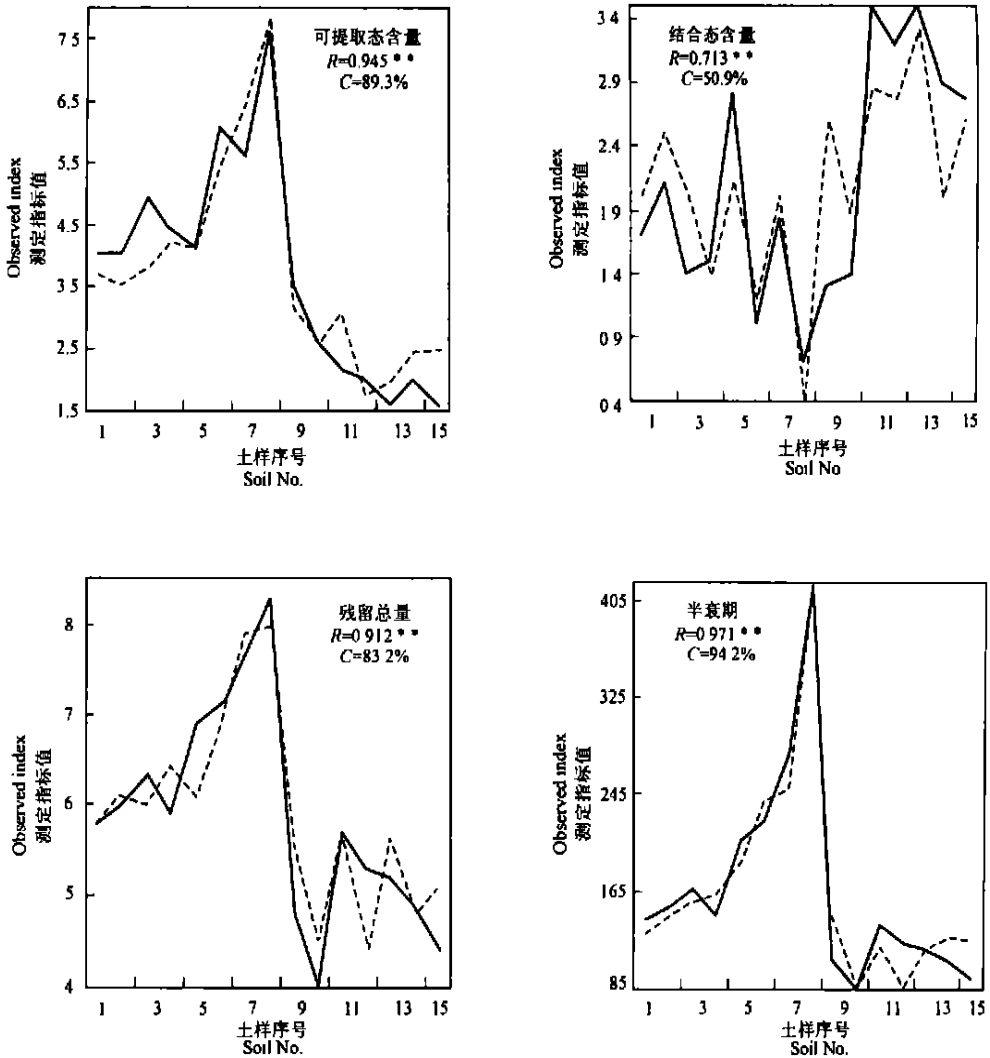 可提取态含量
R=0.945 **
C=89.3%
7 5
6.5
5.5
4.5
3.5
2.5
1.5
Observed index
测定指标值
1 3 5 7 9 11 13 15
土样序号
Soil No.
结合态含量
R=0.713 **
C=50.9%
3 4
2.9
2.4
1.9
1 4
0 9
0 4
Observed index
测定指标值
1 3 5 7 9 11 13 15
土样序号
Soil No
残留总量
R=0 912 **
C=83 2%
8
7
6
5
4
Observed index
测定指标值
1 3 5 7 9 11 13 15
土样序号
Soil No.
半衰期
R=0 971 **
C=94 2%
405
325
245
165
85
Observed index
测定指标值
1 3 5 7 9 11 13 15
土样序号
Soil No.